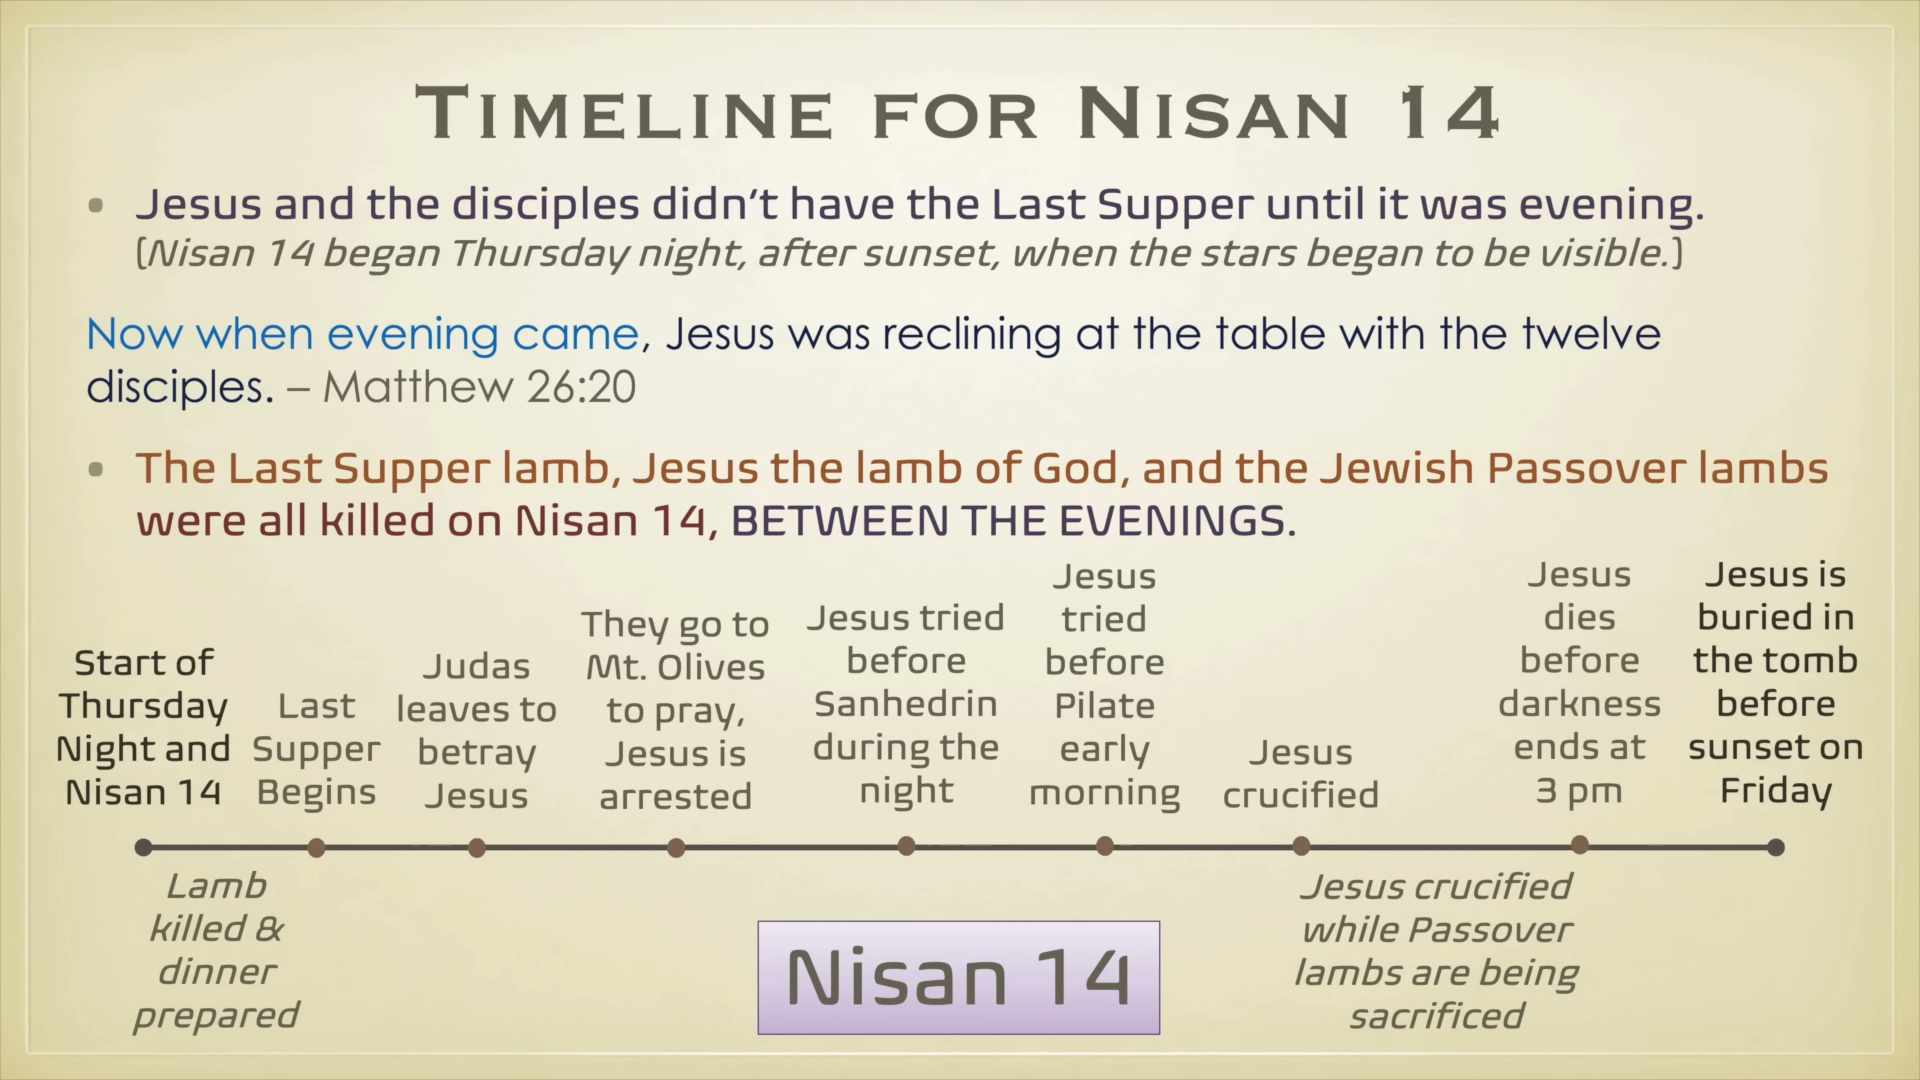 TIMELINE FOR NISAN 14
• Jesus and the disciples didn’t have the Last Supper until it was evening.
(Nisan 14 began Thursday night, after sunset, when the stars began to be visible.)
Now when evening came, Jesus was reclining at the table with the twelve
disciples. – Matthew 26:20
• The Last Supper lamb, Jesus the lamb of God, and the Jewish Passover lambs
were all killed on Nisan 14, BETWEEN THE EVENINGS.
Start of
Thursday
Night and
Nisan 14
Last
Supper
Begins
Judas
leaves to
betray
Jesus
They go to
Mt. Olives
to pray,
Jesus is
arrested
Jesus tried
before
Sanhedrin
during the
night
Jesus
tried
before
Pilate
early
morning
Jesus
crucified
Jesus
dies
before
darkness
ends at
3 pm
Jesus is
buried in
the tomb
before
sunset on
Friday
Lamb
killed &
dinner
prepared
Nisan 14
Jesus crucified
while Passover
lambs are being
sacrificed